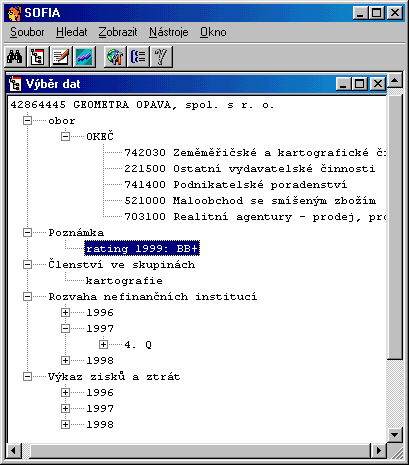 SOFIA
Soubor Hledat Zobrazit Nástroje Okno
Výběr dat
42864445 GEOMETRA OPAVA, spol. s r. o.
obor
OKEČ
742030 Zeměměřičské a kartografické
221500 Ostatní vydavatelské činnosti
741400 Podnikatelské poradenství
521000 Maloobchod se smíšeným zbožím
703100 Realitní agentury - prodej,
Poznámka
rating 1999: BB+
Členství ve skupinách
kartografie
Rozvaha nefinančních institucí
1996
1997
4. Q
1998
Výkaz zisků a ztrát
1996
1997
1998